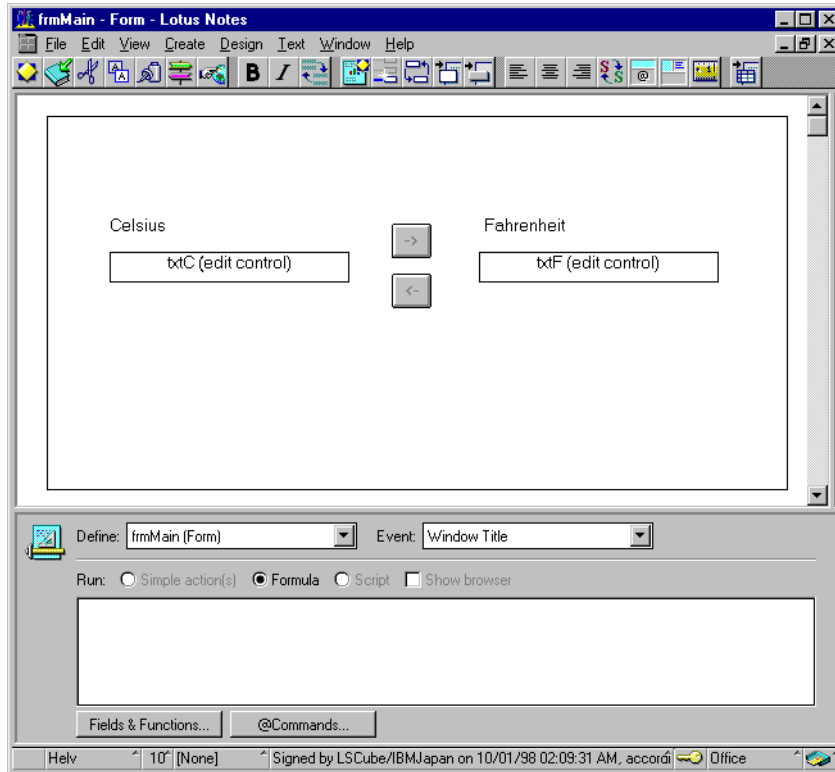 frmMain - Form - Lotus Notes
File Edit View Create Design Text Window Help
B I S S @
Celsius -> Fahrenheit
txtC (edit control) txtF (edit control)
<-
Define: frmMain (Form) Event: Window Title
Run: Simple action(s) Formula Script Show browser
Fields & Functions... @Commands...
Helv 10 [None] Signed by LSCube/IBMJapan on 10/01/98 02:09:31 AM, accordi Office